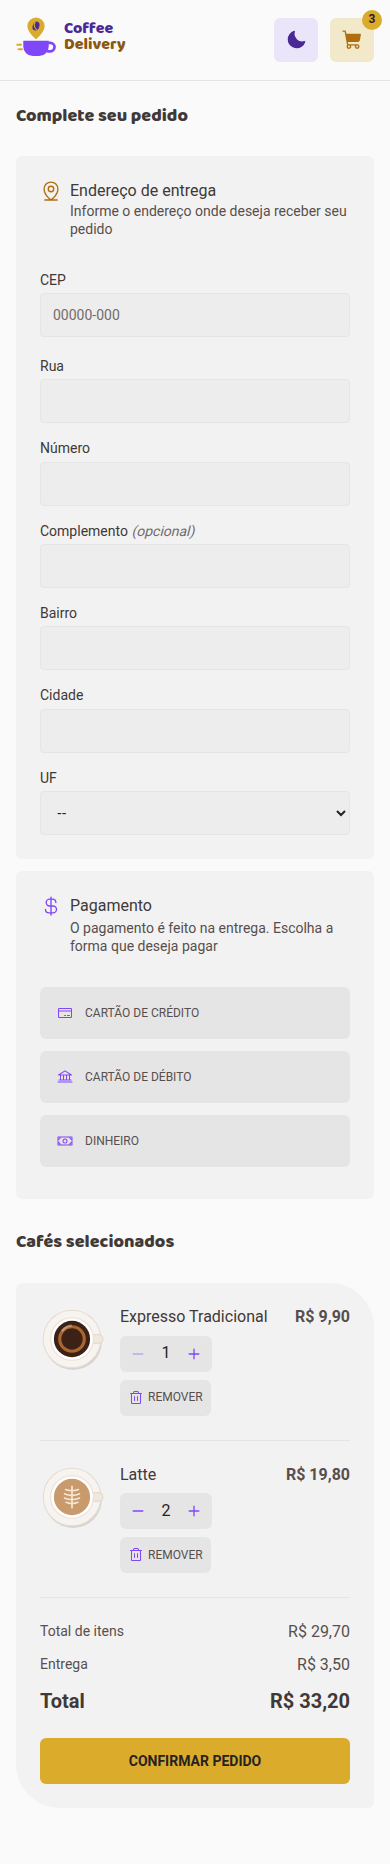 Coffee
Delivery
3
Complete seu pedido
Endereço de entrega
Informe o endereço onde deseja receber seu
pedido
CEP
00000-000
Rua
Número
Complemento (opcional)
Bairro
Cidade
UF
--
Pagamento
O pagamento é feito na entrega. Escolha a
forma que deseja pagar
CARTÃO DE CRÉDITO
CARTÃO DE DÉBITO
DINHEIRO
Cafés selecionados
Expresso Tradicional R$ 9,90
1
REMOVER
Latte R$ 19,80
2
REMOVER
Total de itens R$ 29,70
Entrega R$ 3,50
Total R$ 33,20
CONFIRMAR PEDIDO